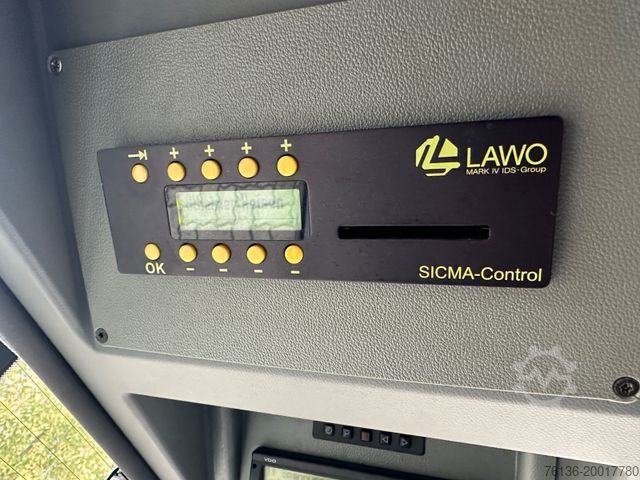 + + + +
LAWO
MARK IV IDS-Group
OK - - - -
SICMA-Control
VDO
76136-20017780